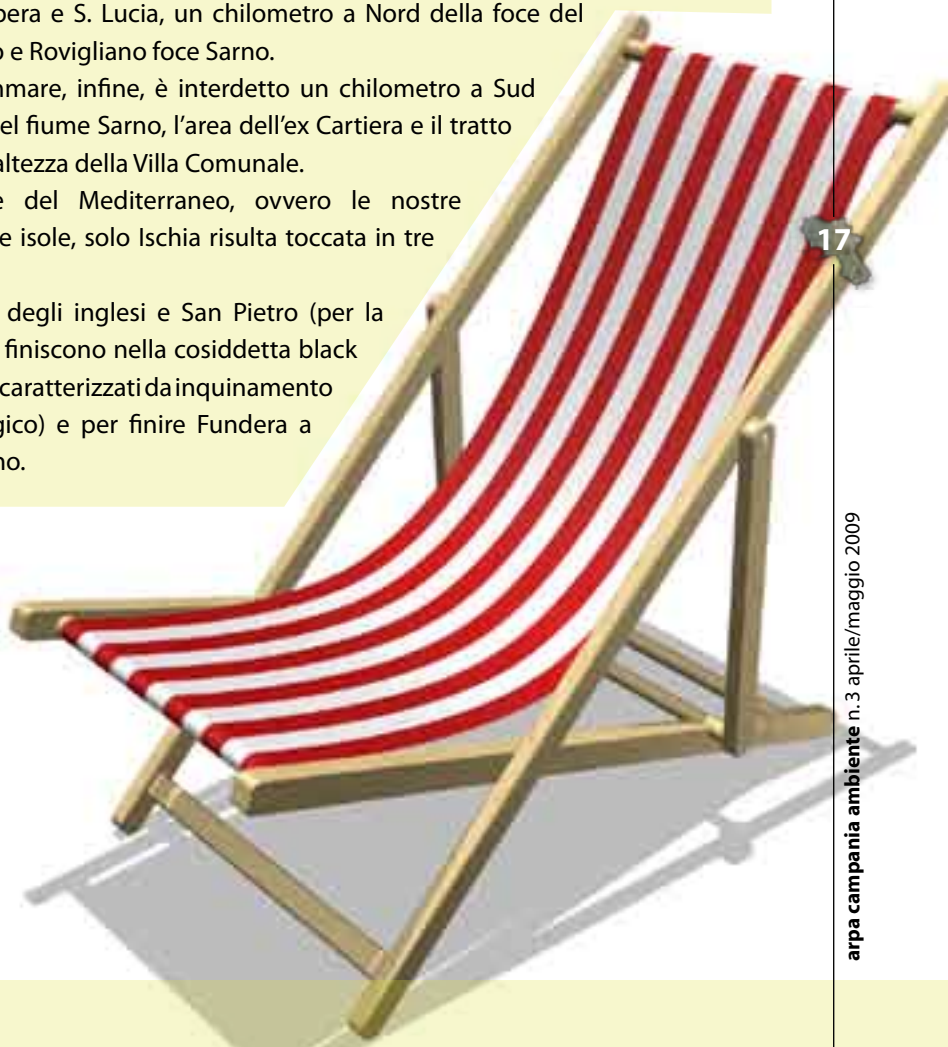 pera e S. Lucia, un chilometro a Nord della foce del
o e Rovigliano foce Sarno.
nmare, infine, è interdetto un chilometro a Sud
el fiume Sarno, l'area dell'ex Cartiera e il tratto
altezza della Villa Comunale.
e del Mediterraneo, ovvero le nostre
e isole, solo Ischia risulta toccata in tre
degli inglesi e San Pietro (per la
finiscono nella cosiddetta black
caratterizzati da inquinamento
gico) e per finire Fundera a
no.
17
arpa campania ambiente n. 3 aprile/maggio 2009